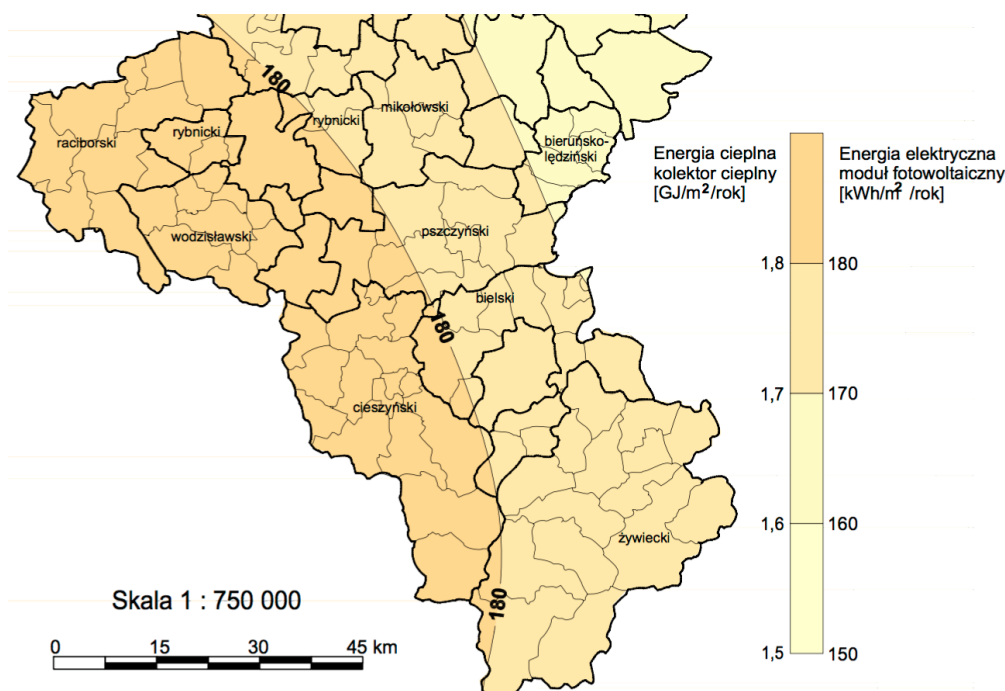 180
mikołowski
rybnicki
rybnicki
raciborski
bieruńsko-
lędziński
Energia cieplna
kolektor cieplny
[GJ/m²/rok]
Energia elektryczna
moduł fotowoltaiczny
[kWh/m² /rok]
pszczyński
wodzisławski
1,8
180
bielski
180
1,7
170
cieszyński
1,6
160
żywiecki
Skala 1 : 750 000
180
0
15
30
45 km
1,5
150